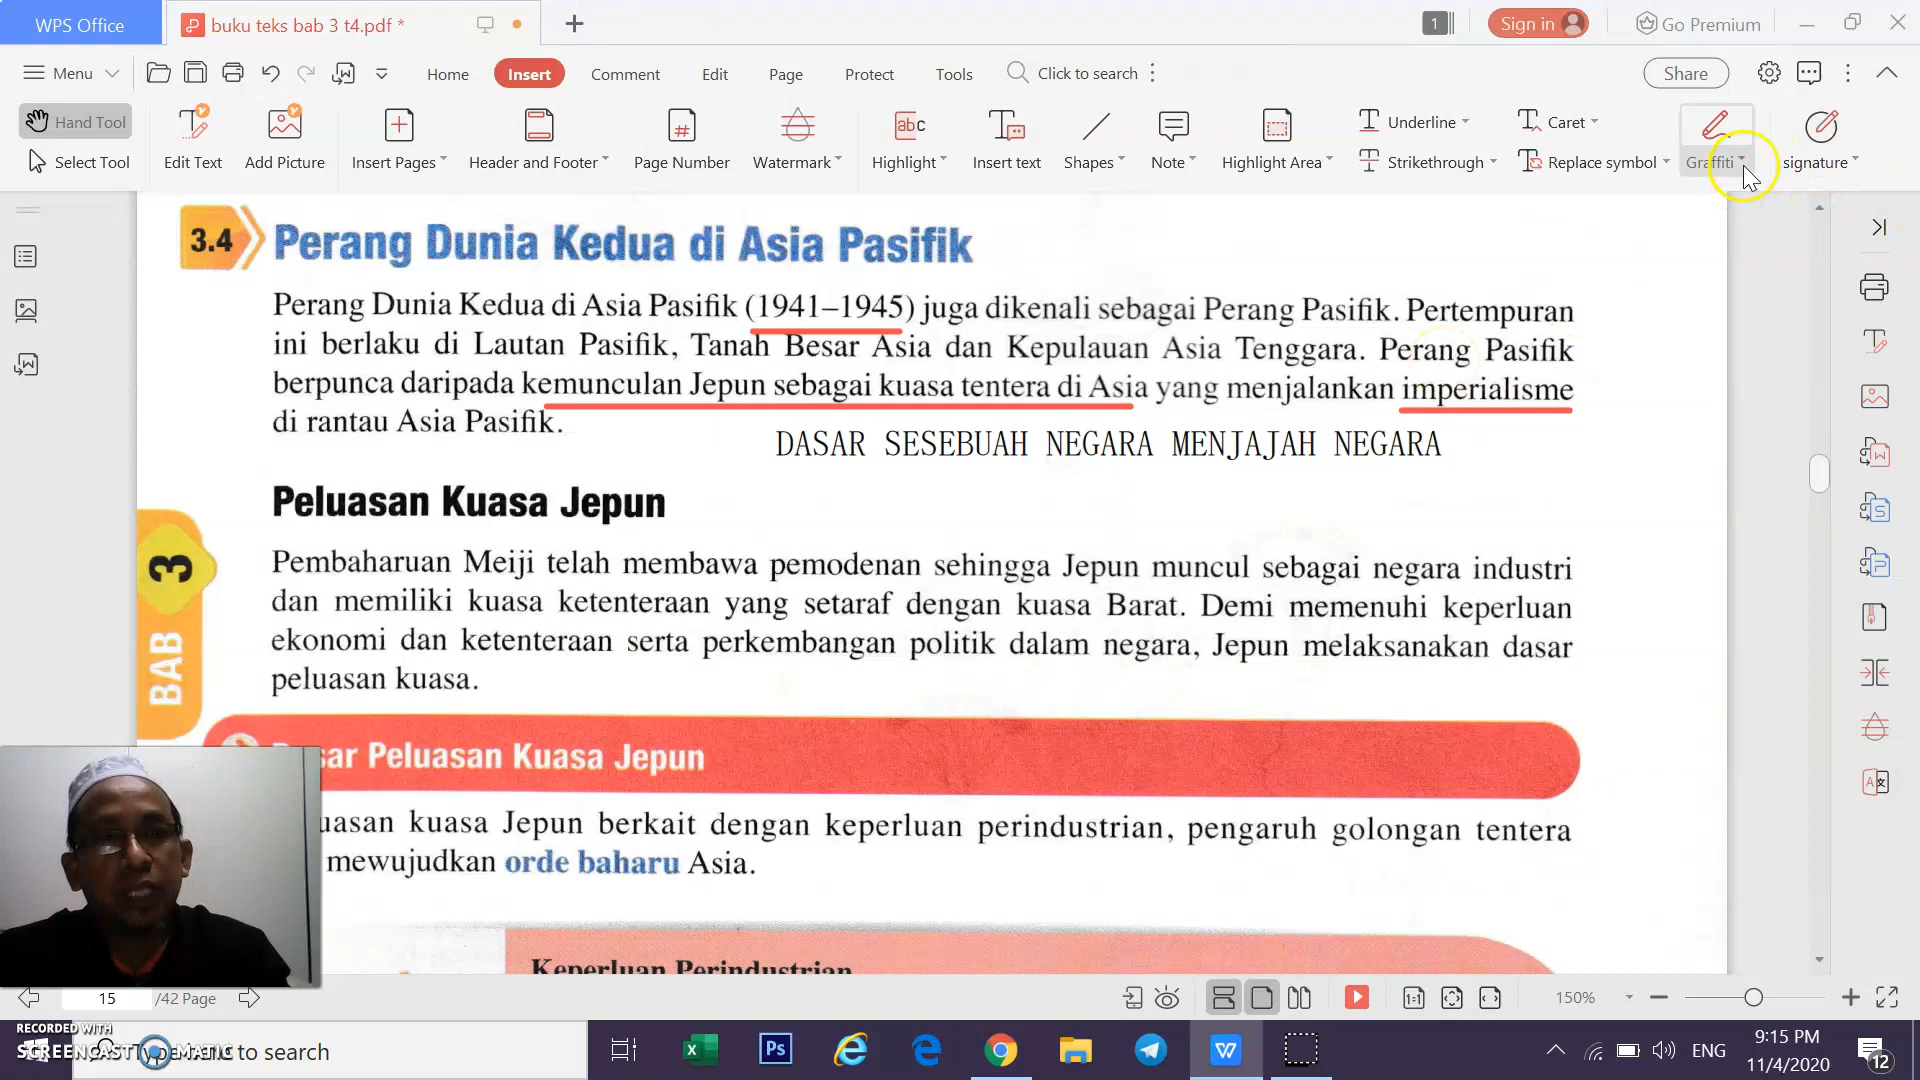 WPS Office
buku teks bab 3 t4.pdf *
1
Sign in
Go Premium
Menu
Home
Insert
Comment
Edit
Page
Protect
Tools
Click to search
Share
Hand Tool
Select Tool
Edit Text
Add Picture
Insert Pages
Header and Footer
Page Number
Watermark
Highlight
Insert text
Shapes
Note
Highlight Area
Underline
Strikethrough
Caret
Replace symbol
Graffiti
signature
3.4 Perang Dunia Kedua di Asia Pasifik
Perang Dunia Kedua di Asia Pasifik (1941–1945) juga dikenali sebagai Perang Pasifik. Pertempuran
ini berlaku di Lautan Pasifik, Tanah Besar Asia dan Kepulauan Asia Tenggara. Perang Pasifik
berpunca daripada kemunculan Jepun sebagai kuasa tentera di Asia yang menjalankan imperialisme
di rantau Asia Pasifik.
DASAR SESEBUAH NEGARA MENJAJAH NEGARA
Peluasan Kuasa Jepun
Pembaharuan Meiji telah membawa pemodenan sehingga Jepun muncul sebagai negara industri
dan memiliki kuasa ketenteraan yang setaraf dengan kuasa Barat. Demi memenuhi keperluan
ekonomi dan ketenteraan serta perkembangan politik dalam negara, Jepun melaksanakan dasar
peluasan kuasa.
BAB 3
sar Peluasan Kuasa Jepun
uasan kuasa Jepun berkait dengan keperluan perindustrian, pengaruh golongan tentera
mewujudkan orde baharu Asia.
Keperluan Perindustrian
15 /42 Page
150%
RECORDED WITH
SCREENCAST MATIC
Type here to search
ENG
9:15 PM
11/4/2020
12